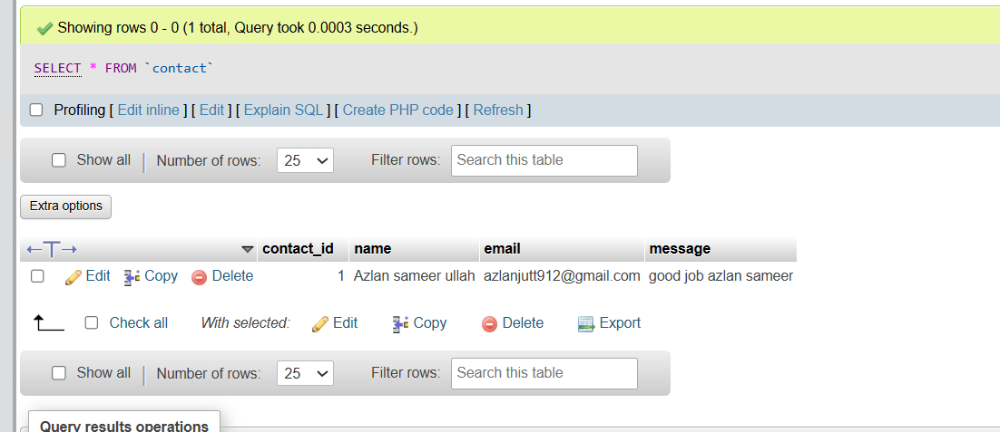 Showing rows 0 - 0 (1 total, Query took 0.0003 seconds.)
SELECT * FROM `contact`
Profiling [ Edit inline ] [ Edit ] [ Explain SQL ] [ Create PHP code ] [ Refresh ]
Show all | Number of rows: 25 Filter rows: Search this table
Extra options
contact_id name email message
Edit Copy Delete 1 Azlan sameer ullah azlanjutt912@gmail.com good job azlan sameer
Check all With selected: Edit Copy Delete Export
Show all | Number of rows: 25 Filter rows: Search this table
Query results operations